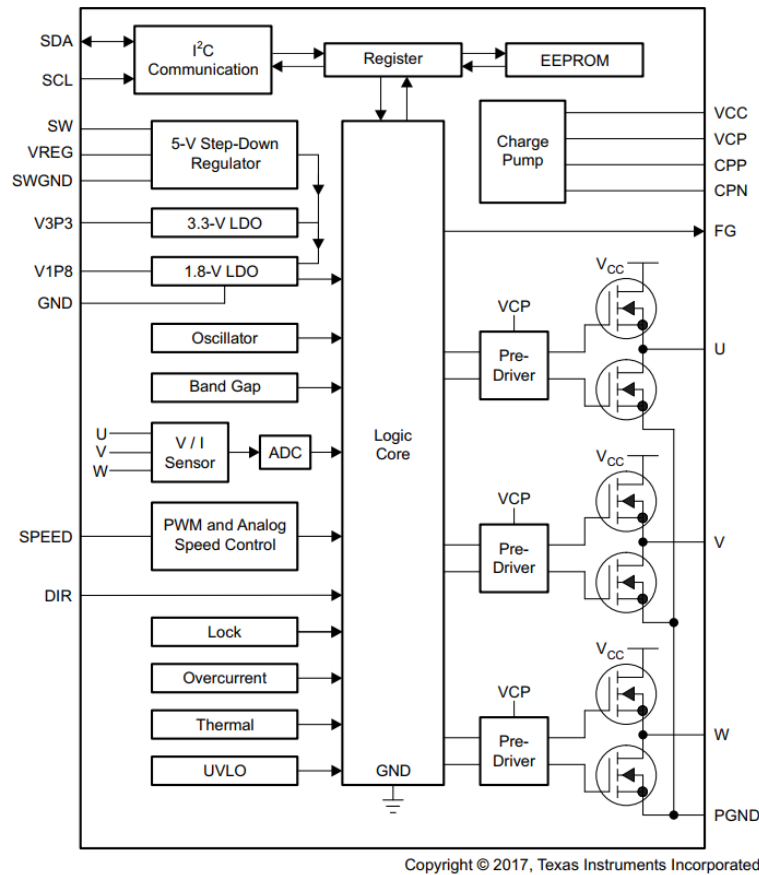 SDA
SCL
I²C
Communication
Register
EEPROM
SW
VREG
SWGND
5-V Step-Down
Regulator
V3P3
3.3-V LDO
V1P8
1.8-V LDO
GND
Oscillator
Band Gap
U
V
W
V / I
Sensor
ADC
SPEED
PWM and Analog
Speed Control
DIR
Lock
Overcurrent
Thermal
UVLO
Logic
Core
GND
Charge
Pump
VCC
VCP
CPP
CPN
FG
VCP
Pre-
Driver
VCC
U
VCP
Pre-
Driver
VCC
V
VCP
Pre-
Driver
VCC
W
PGND
Copyright © 2017, Texas Instruments Incorporated